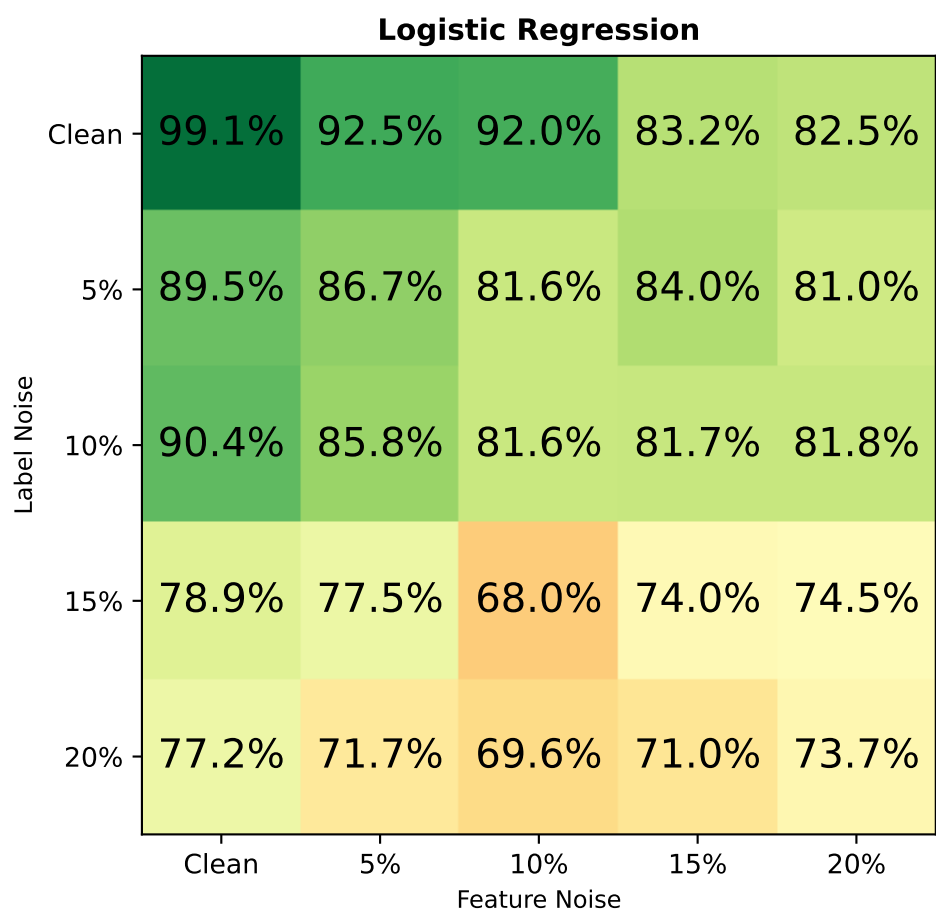 Logistic Regression
Clean 99.1% 92.5% 92.0% 83.2% 82.5%
5% 89.5% 86.7% 81.6% 84.0% 81.0%
10% 90.4% 85.8% 81.6% 81.7% 81.8%
15% 78.9% 77.5% 68.0% 74.0% 74.5%
20% 77.2% 71.7% 69.6% 71.0% 73.7%
Label Noise
Clean 5% 10% 15% 20%
Feature Noise